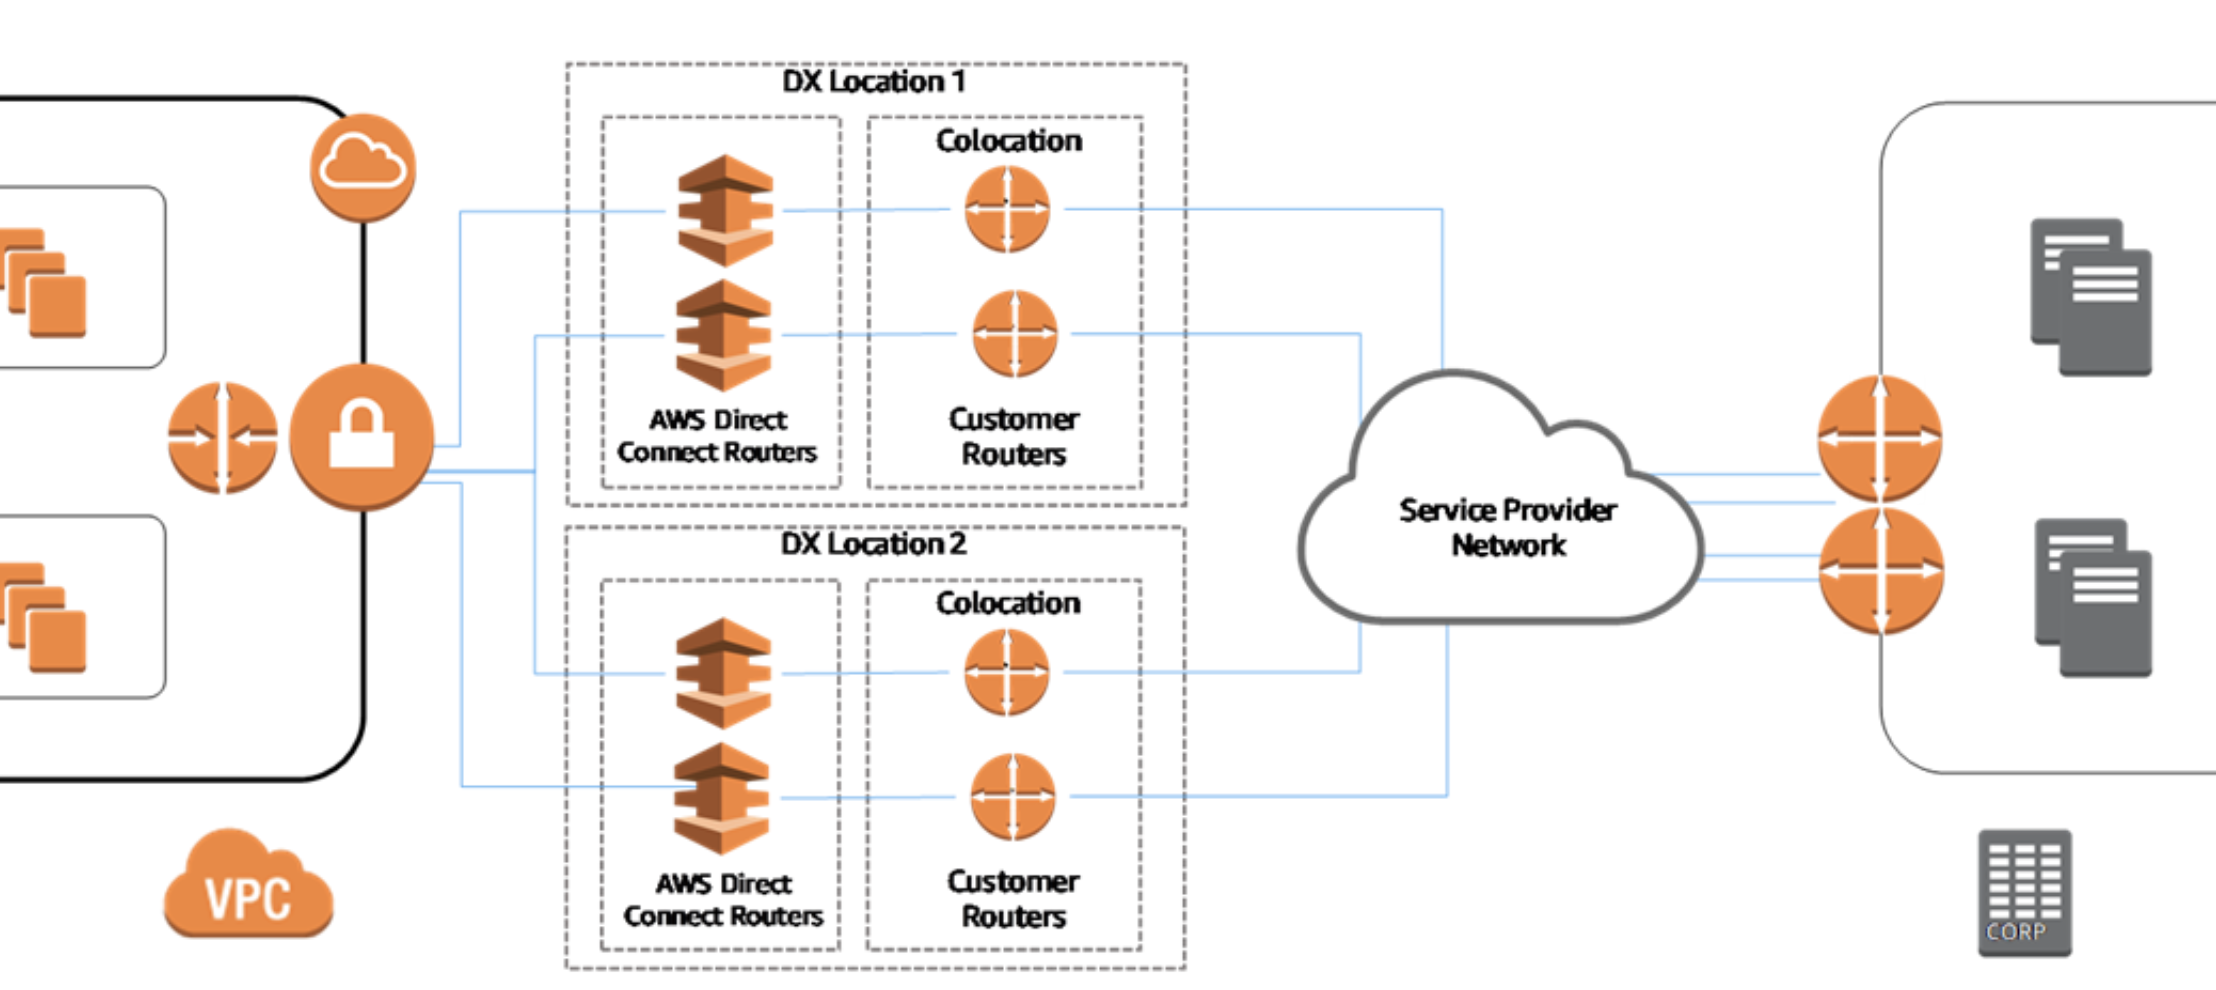 DX Location 1
Colocation
AWS Direct
Connect Routers
Customer
Routers
Service Provider
Network
DX Location 2
Colocation
AWS Direct
Connect Routers
Customer
Routers
VPC
CORP